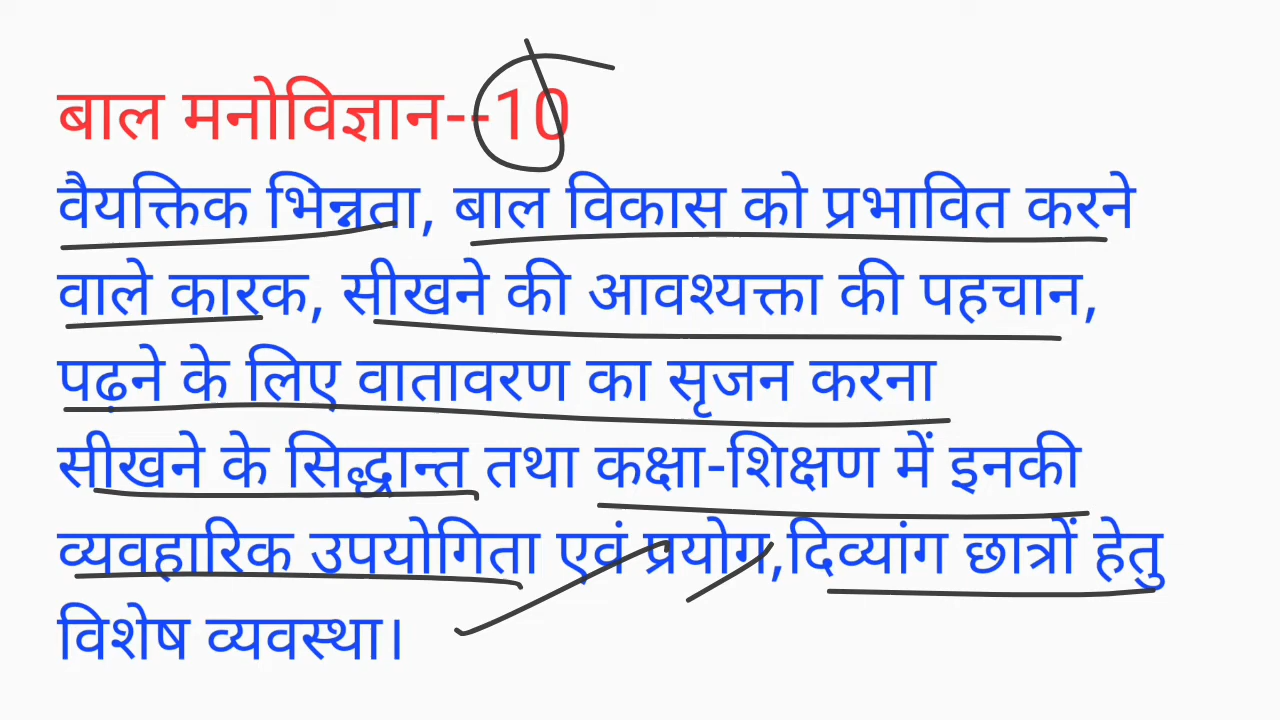 बाल मनोविज्ञान--10
वैयक्तिक भिन्नता, बाल विकास को प्रभावित करने
वाले कारक, सीखने की आवश्यक्ता की पहचान,
पढने के लिए वातावरण का सृजन करना
सीखने के सिद्धान्त तथा कक्षा-शिक्षण में इनकी
व्यवहारिक उपयोगिता एवं प्रयोग,दिव्यांग छात्रों हेतु
विशेष व्यवस्था।